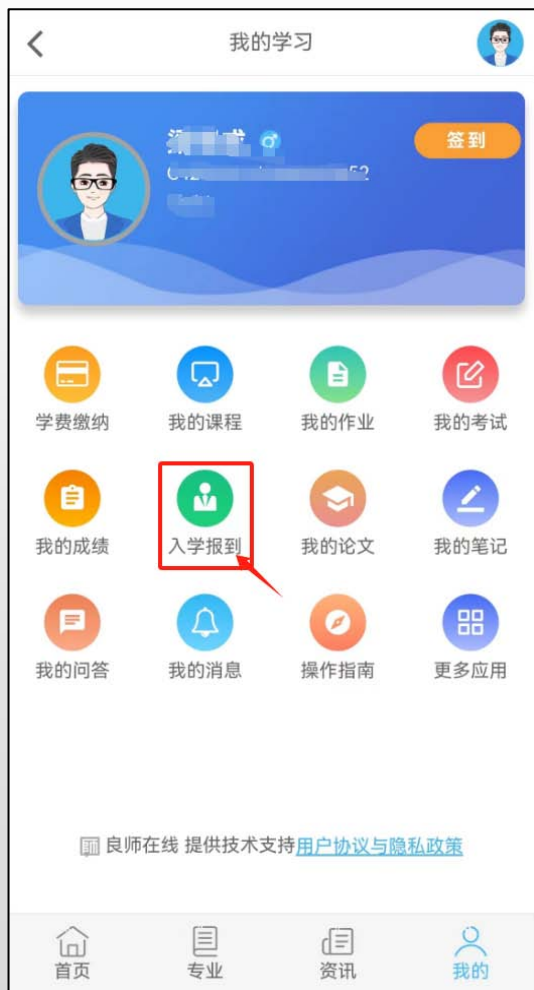 我的学习
签到
学费缴纳 我的课程 我的作业 我的考试
我的成绩 入学报到 我的论文 我的笔记
我的问答 我的消息 操作指南 更多应用
良师在线 提供技术支持用户协议与隐私政策
首页 专业 资讯 我的